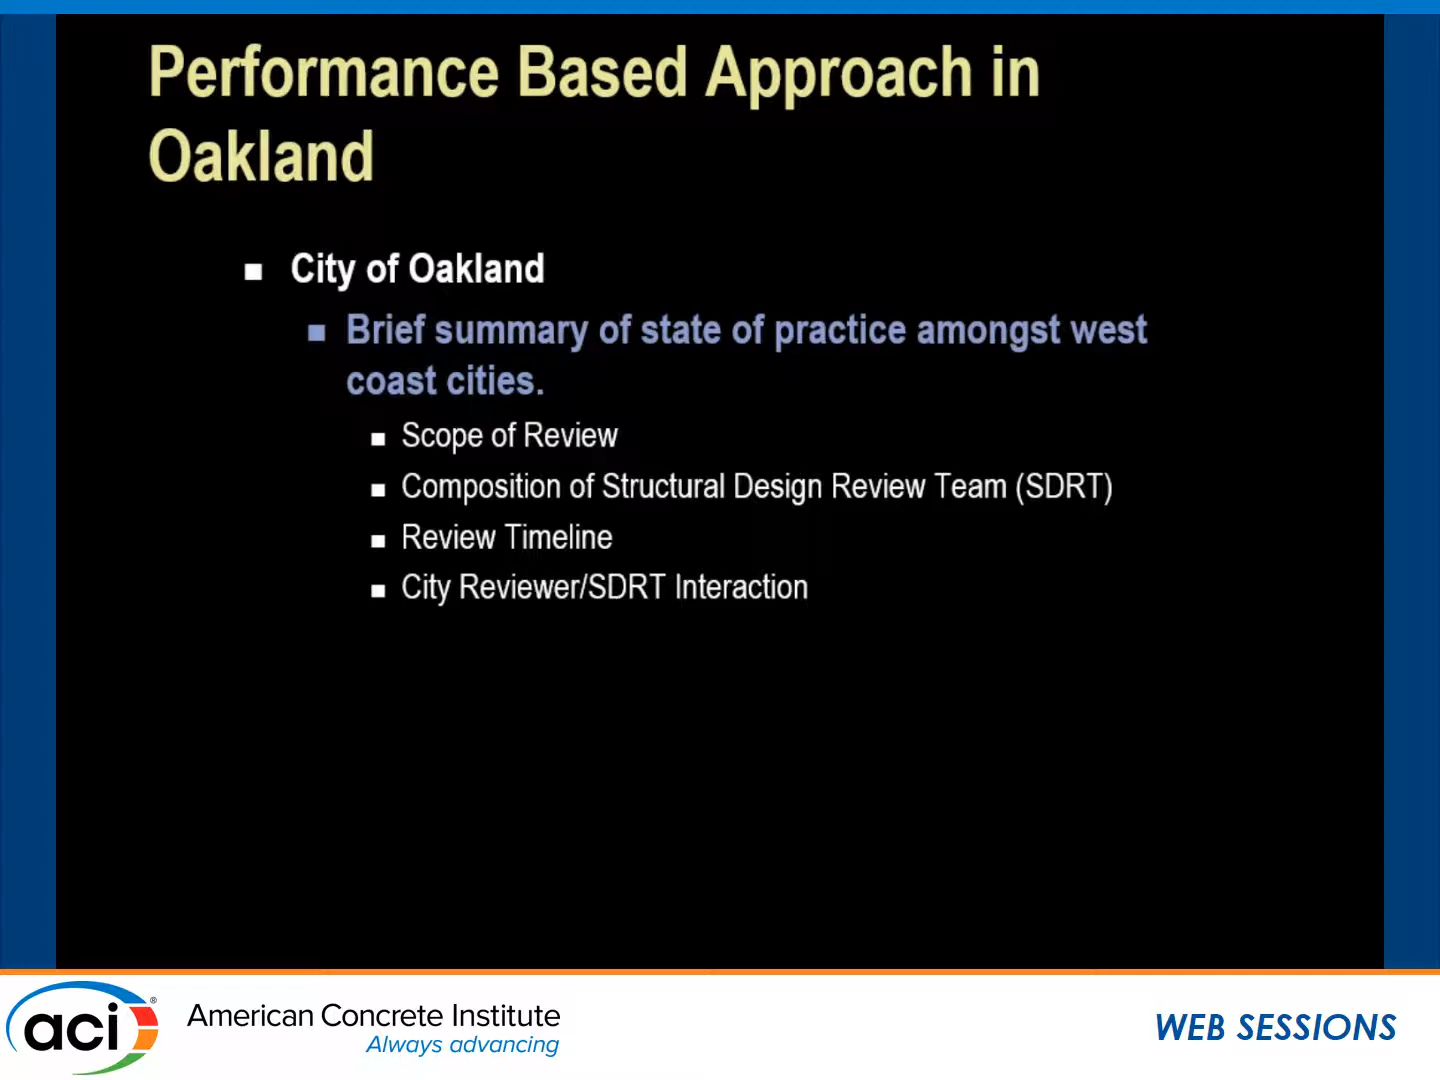 Performance Based Approach in
Oakland
City of Oakland
Brief summary of state of practice amongst west
coast cities.
Scope of Review
Composition of Structural Design Review Team (SDRT)
Review Timeline
City Reviewer/SDRT Interaction
aci®
American Concrete Institute
Always advancing
WEB SESSIONS